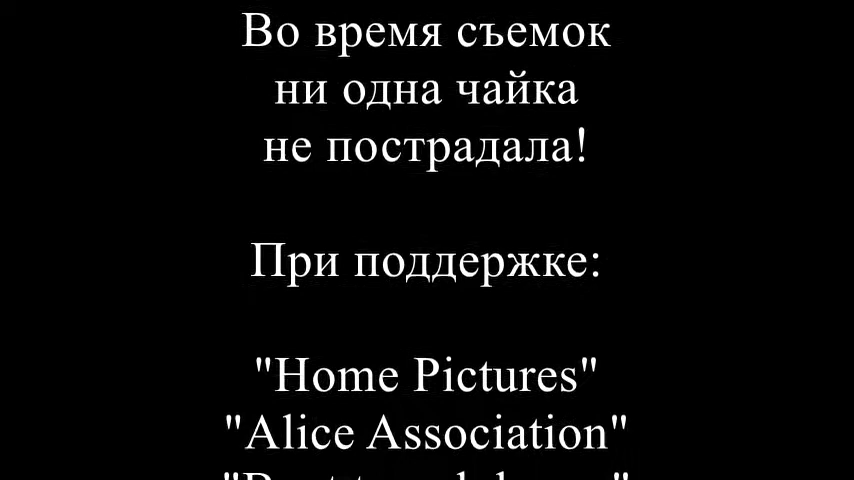 Во время съемок
ни одна чайка
не пострадала!
При поддержке:
"Home Pictures"
"Alice Association"